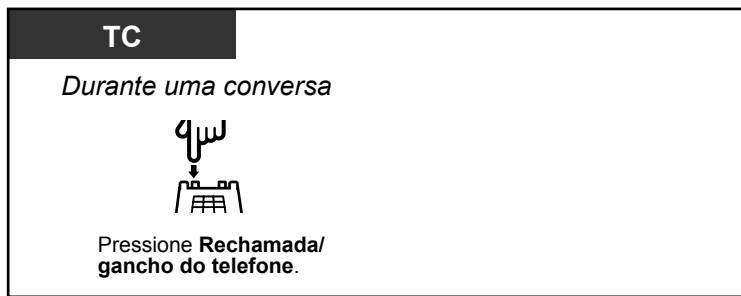 TC
Durante uma conversa
Pressione Rechamada/
gancho do telefone.